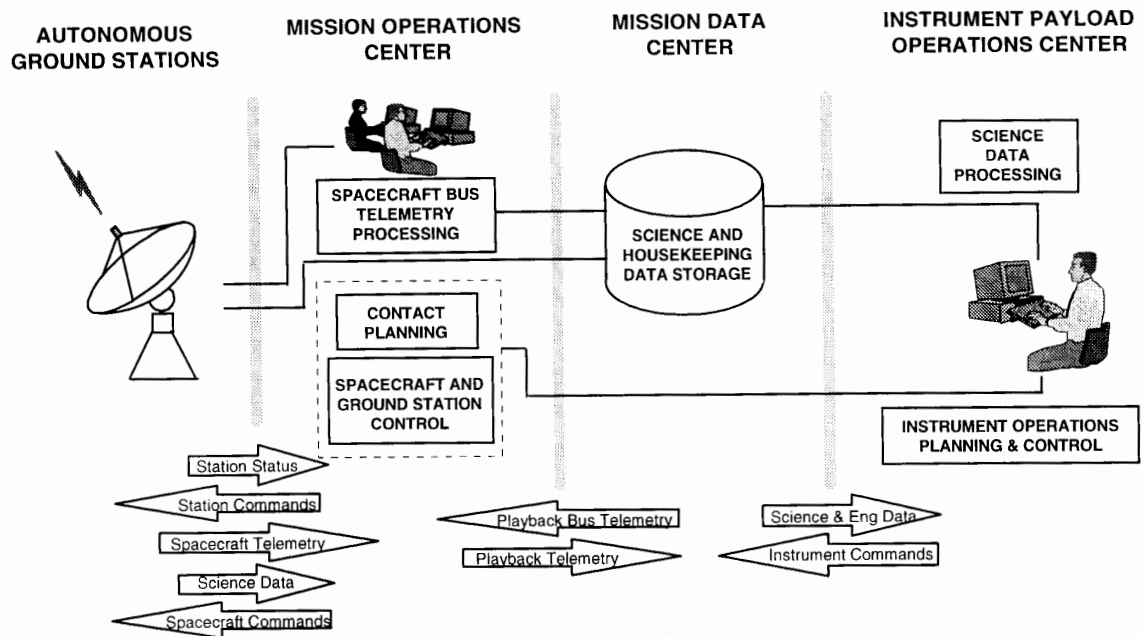 AUTONOMOUS
GROUND STATIONS
MISSION OPERATIONS
CENTER
MISSION DATA
CENTER
INSTRUMENT PAYLOAD
OPERATIONS CENTER
SPACECRAFT BUS
TELEMETRY
PROCESSING
SCIENCE AND
HOUSEKEEPING
DATA STORAGE
SCIENCE
DATA
PROCESSING
CONTACT
PLANNING
SPACECRAFT AND
GROUND STATION
CONTROL
INSTRUMENT OPERATIONS
PLANNING & CONTROL
Station Status
Station Commands
Spacecraft Telemetry
Science Data
Spacecraft Commands
Playback Bus Telemetry
Playback Telemetry
Science & Eng Data
Instrument Commands